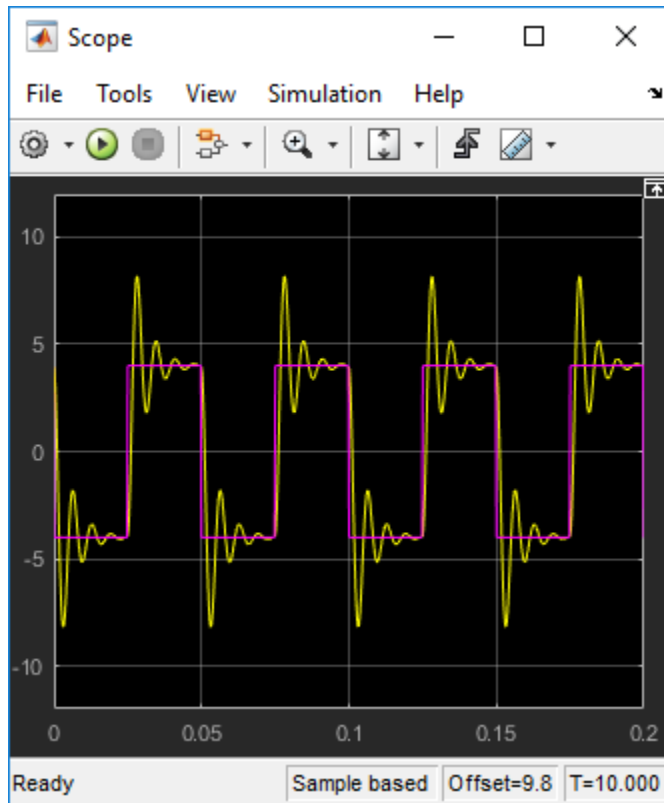 Scope
File Tools View Simulation Help
10
5
0
-5
-10
0 0.05 0.1 0.15 0.2
Ready Sample based Offset=9.8 T=10.000